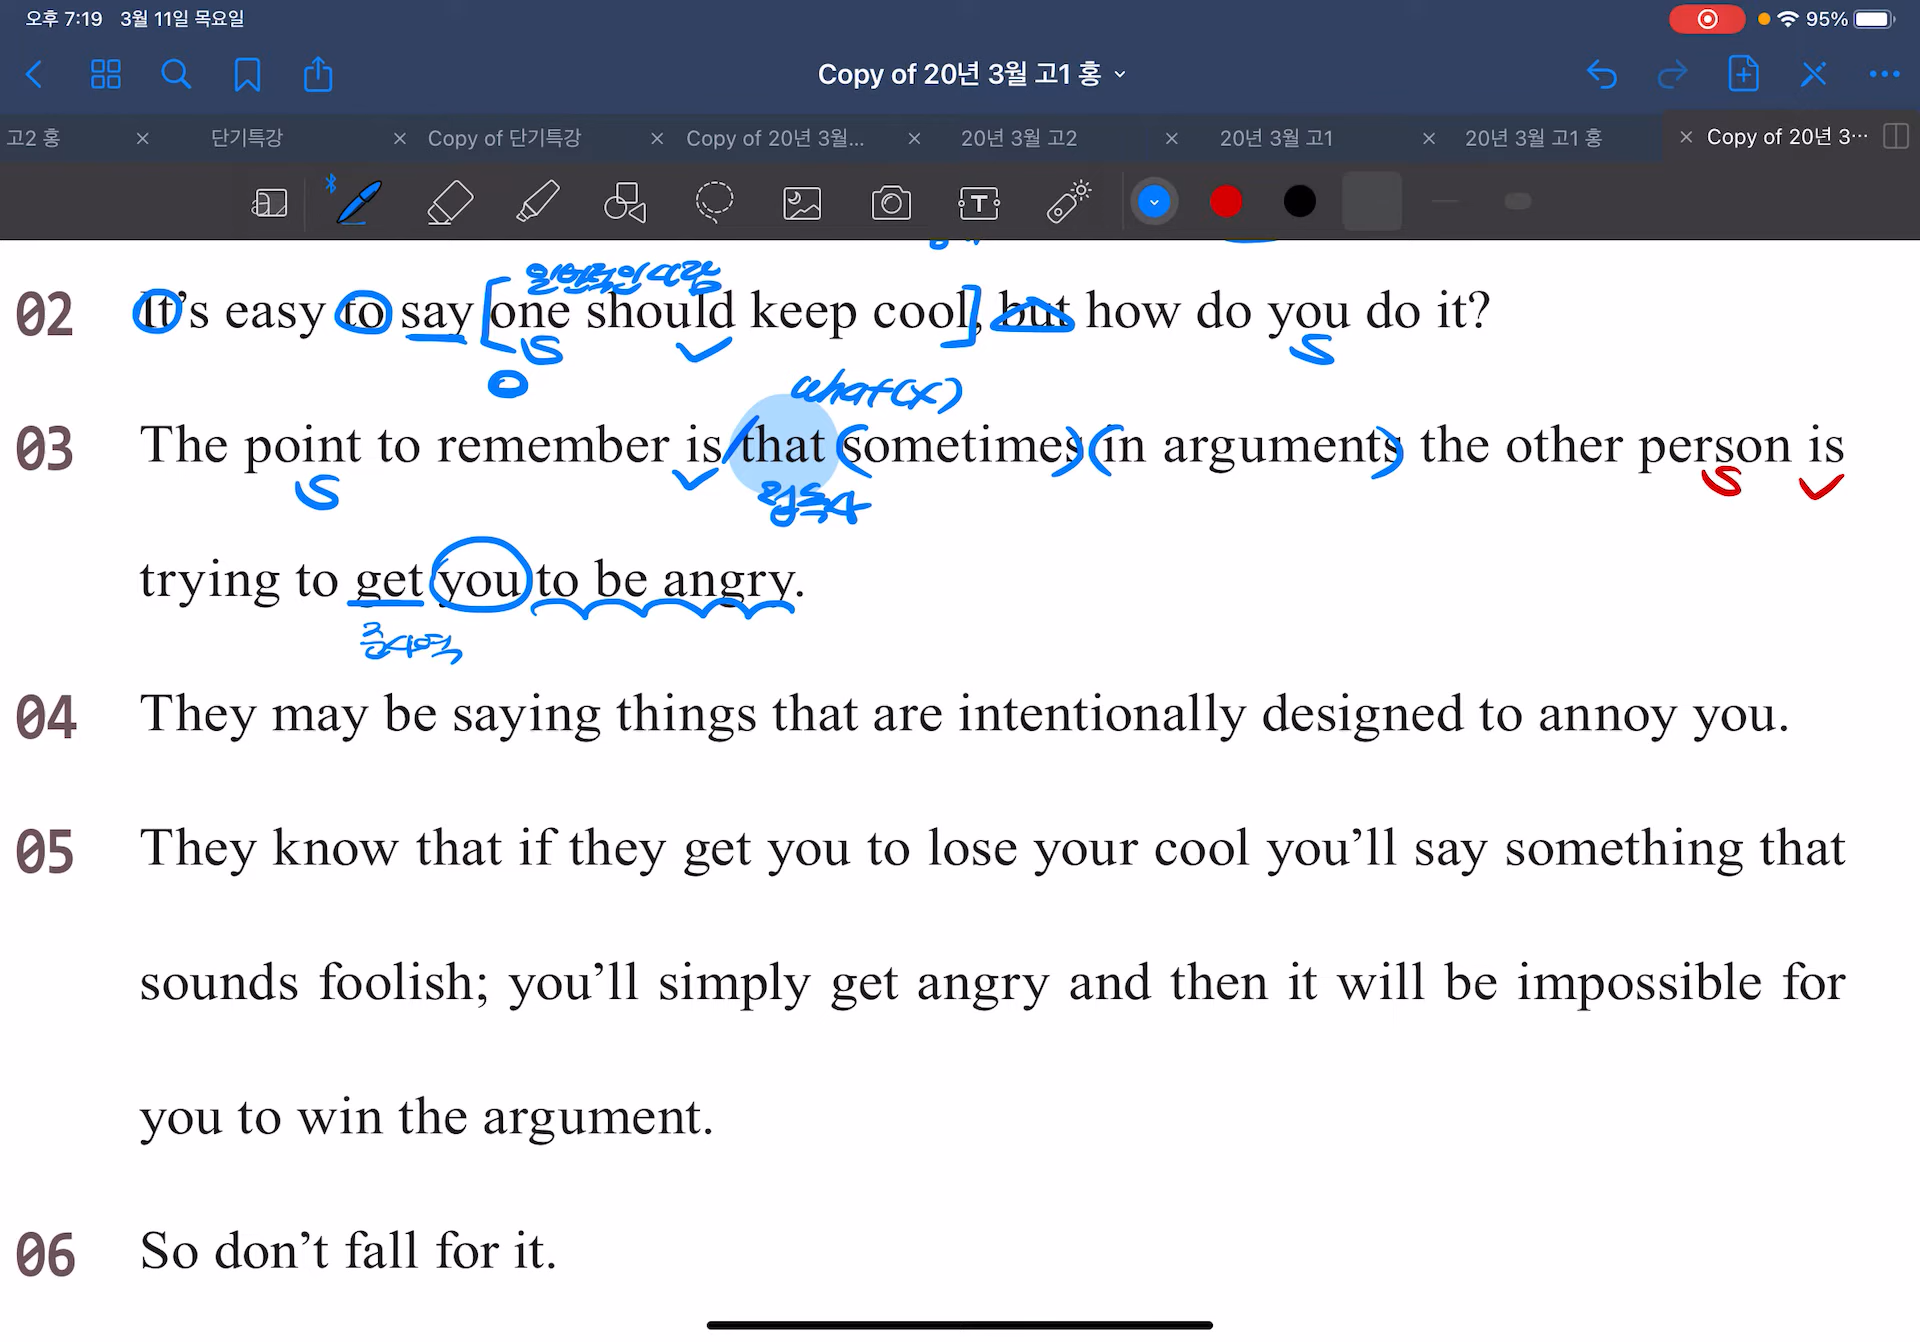 오후 7:19 3월 11일 목요일 95%
Copy of 20년 3월 고1 홍
고2 홍 단기특강 Copy of 단기특강 Copy of 20년 3월... 20년 3월 고2 20년 3월 고1 20년 3월 고1 홍 Copy of 20년 3…
일반적인 사람
02 It's easy to say [one should keep cool], but how do you do it?
S S
O
what(x)
03 The point to remember is that (sometimes) (in arguments) the other person is
S 접속사 S
trying to get you to be angry.
준사역
04 They may be saying things that are intentionally designed to annoy you.
05 They know that if they get you to lose your cool you'll say something that
sounds foolish; you'll simply get angry and then it will be impossible for
you to win the argument.
06 So don't fall for it.